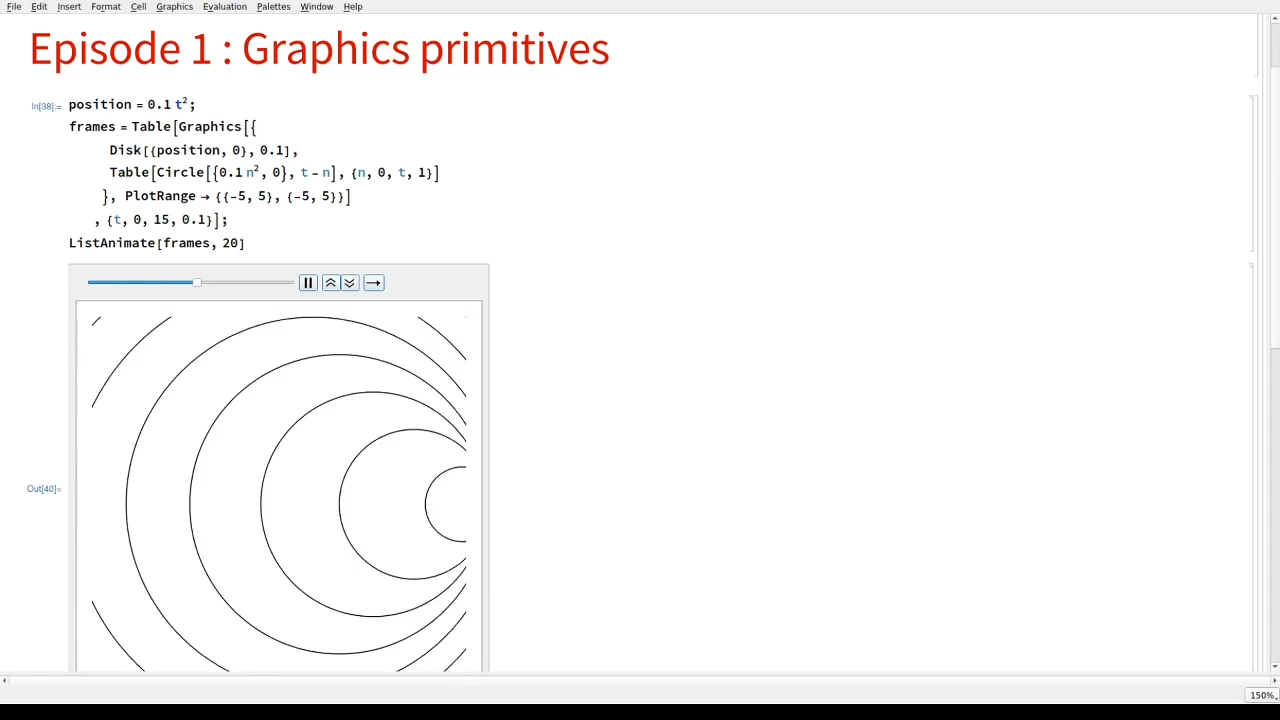 File Edit Insert Format Cell Graphics Evaluation Palettes Window Help
Episode 1 : Graphics primitives
In[38]:= position = 0.1 t²;
frames = Table[Graphics[{
Disk[{position, 0}, 0.1],
Table[Circle[{0.1 n², 0}, t - n], {n, 0, t, 1}]
}, PlotRange → {{-5, 5}, {-5, 5}}]
, {t, 0, 15, 0.1}];
ListAnimate[frames, 20]
Out[40]=
150%